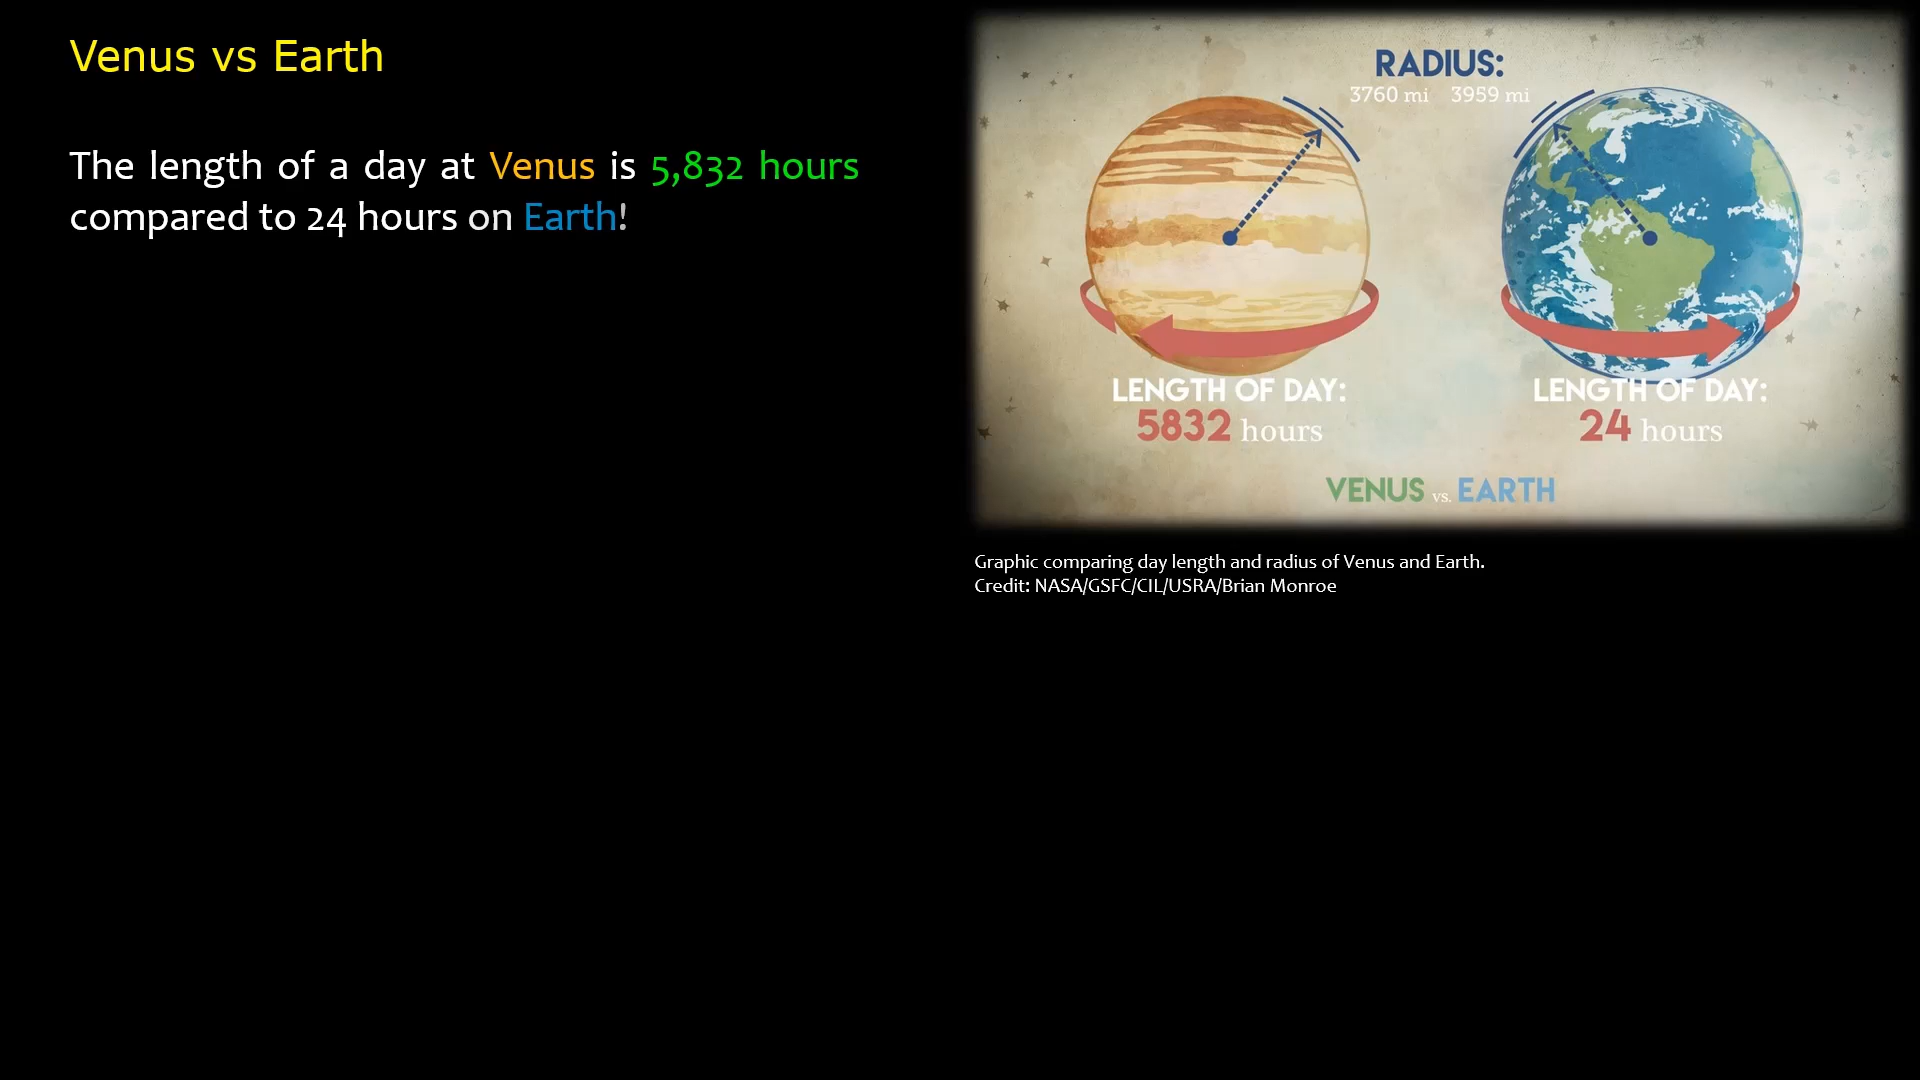 Venus vs Earth
The length of a day at Venus is 5,832 hours
compared to 24 hours on Earth!
RADIUS:
3760 mi 3959 mi
LENGTH OF DAY:
5832 hours
LENGTH OF DAY:
24 hours
VENUS vs. EARTH
Graphic comparing day length and radius of Venus and Earth.
Credit: NASA/GSFC/CIL/USRA/Brian Monroe